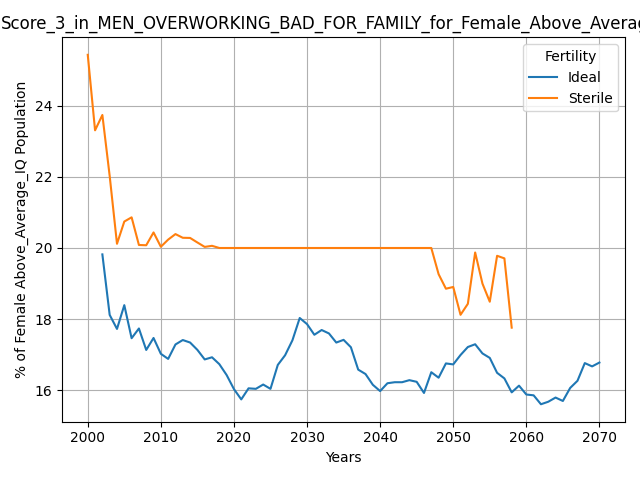 Score_3_in_MEN_OVERWORKING_BAD_FOR_FAMILY_for_Female_Above_Average
Fertility
Ideal
Sterile
% of Female Above_Average_IQ Population
24
22
20
18
16
2000 2010 2020 2030 2040 2050 2060 2070
Years